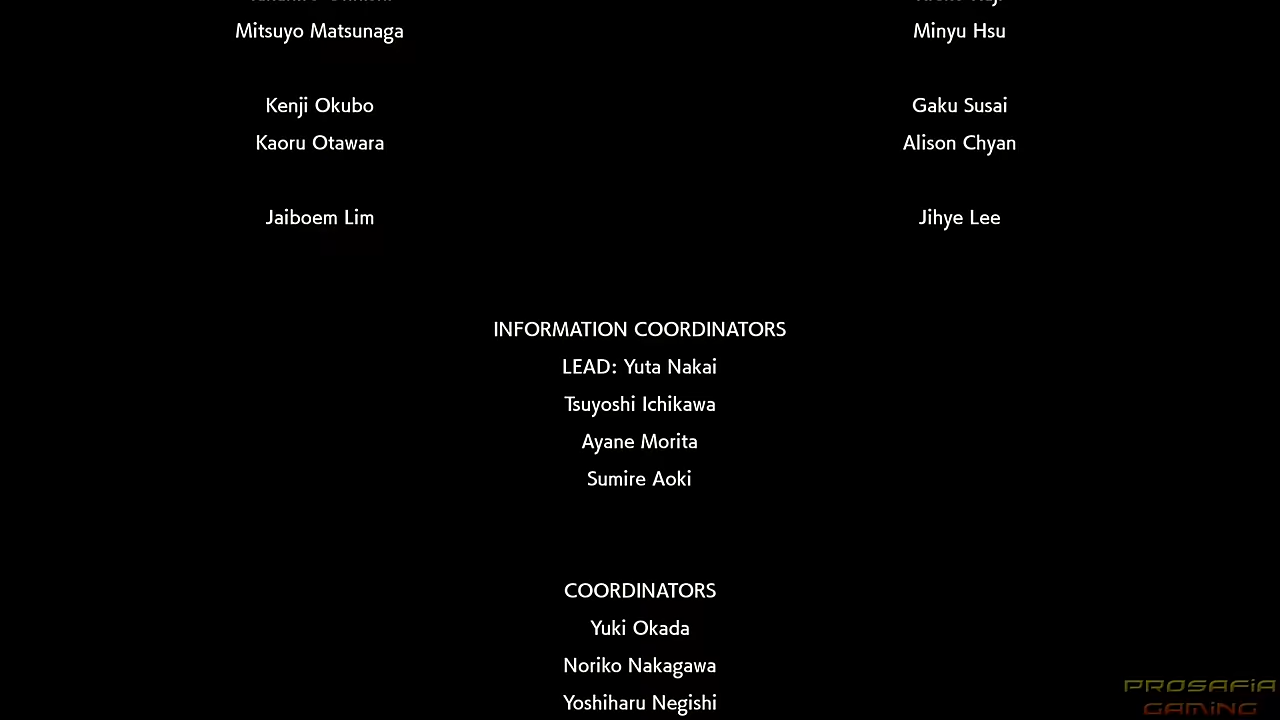 Mitsuyo Matsunaga
Minyu Hsu
Kenji Okubo
Gaku Susai
Kaoru Otawara
Alison Chyan
Jaiboem Lim
Jihye Lee
INFORMATION COORDINATORS
LEAD: Yuta Nakai
Tsuyoshi Ichikawa
Ayane Morita
Sumire Aoki
COORDINATORS
Yuki Okada
Noriko Nakagawa
Yoshiharu Negishi
PROSAFiA
GAMiNG